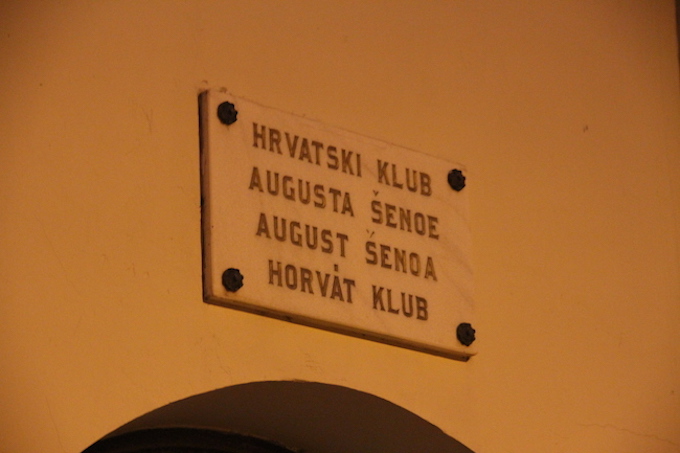 HRVATSKI KLUB
AUGUSTA ŠENOE
AUGUST ŠENOA
HORVÁT KLUB